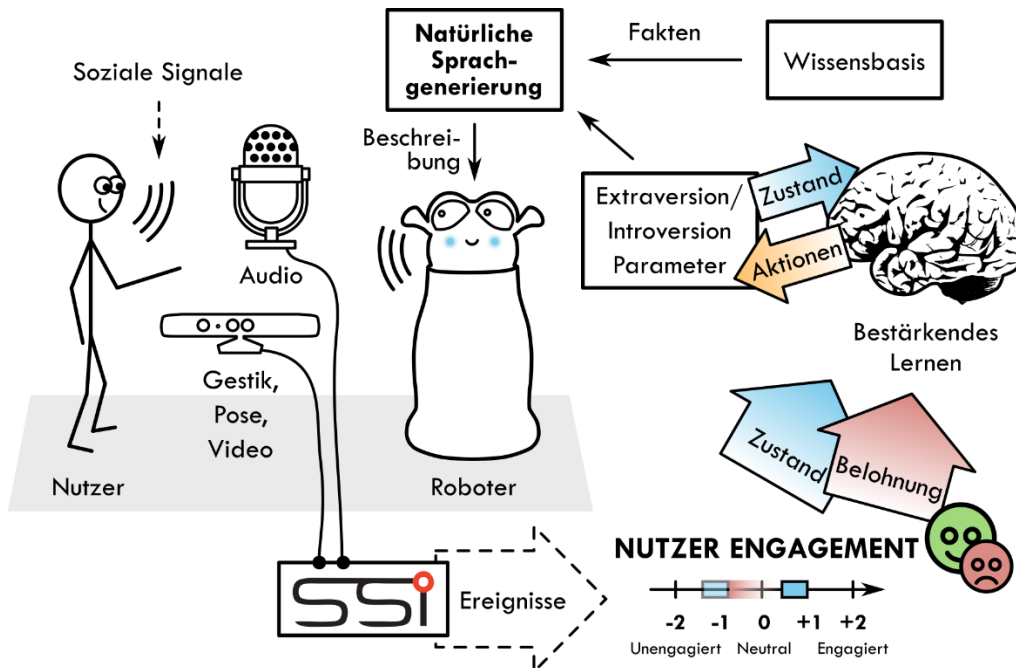 Soziale Signale
Natürliche
Sprach-
generierung
Fakten
Wissensbasis
Beschrei-
bung
Extraversion/
Introversion
Parameter
Zustand
Aktionen
Audio
Bestärkendes
Lernen
Gestik,
Pose,
Video
Nutzer
Roboter
Zustand
Belohnung
SSi
Ereignisse
NUTZER ENGAGEMENT
-2 -1 0 +1 +2
Unengagiert Neutral Engagiert